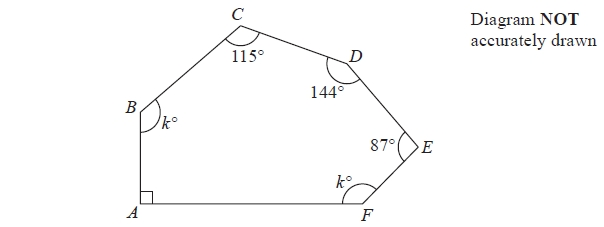 C
Diagram NOT
accurately drawn
115°
D
144°
B
k°
87°
E
k°
A
F